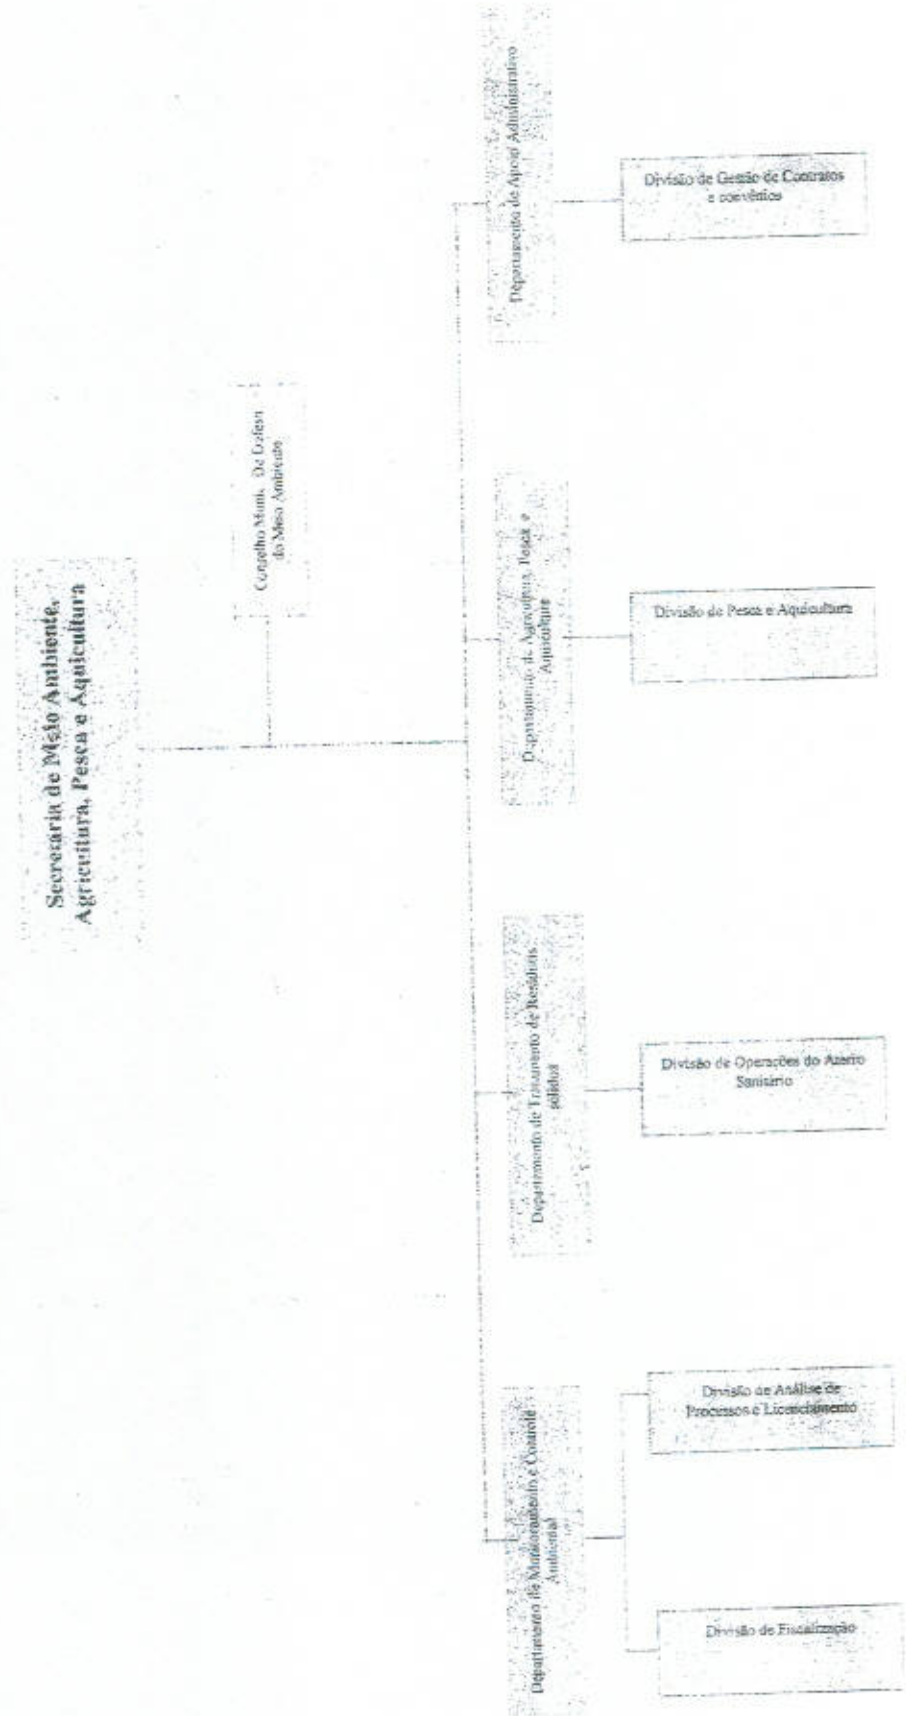 Secretária de Meio Ambiente,
Agricultura, Pesca e Aquicultura
Conselho Muni. De Defesa
do Meio Ambiente
Departamento de Monitoramento e Controle
Ambiental
Departamento de Tratamento de Resíduos
sólidos
Departamento de Agricultura, Pesca e
Aquicultura
Departamento de Apoio Administrativo
Divisão de Fiscalização
Divisão de Análise de
Processos e Licenciamento
Divisão de Operações do Aterro
Sanitário
Divisão de Pesca e Aquicultura
Divisão de Gestão de Contratos
e convênios